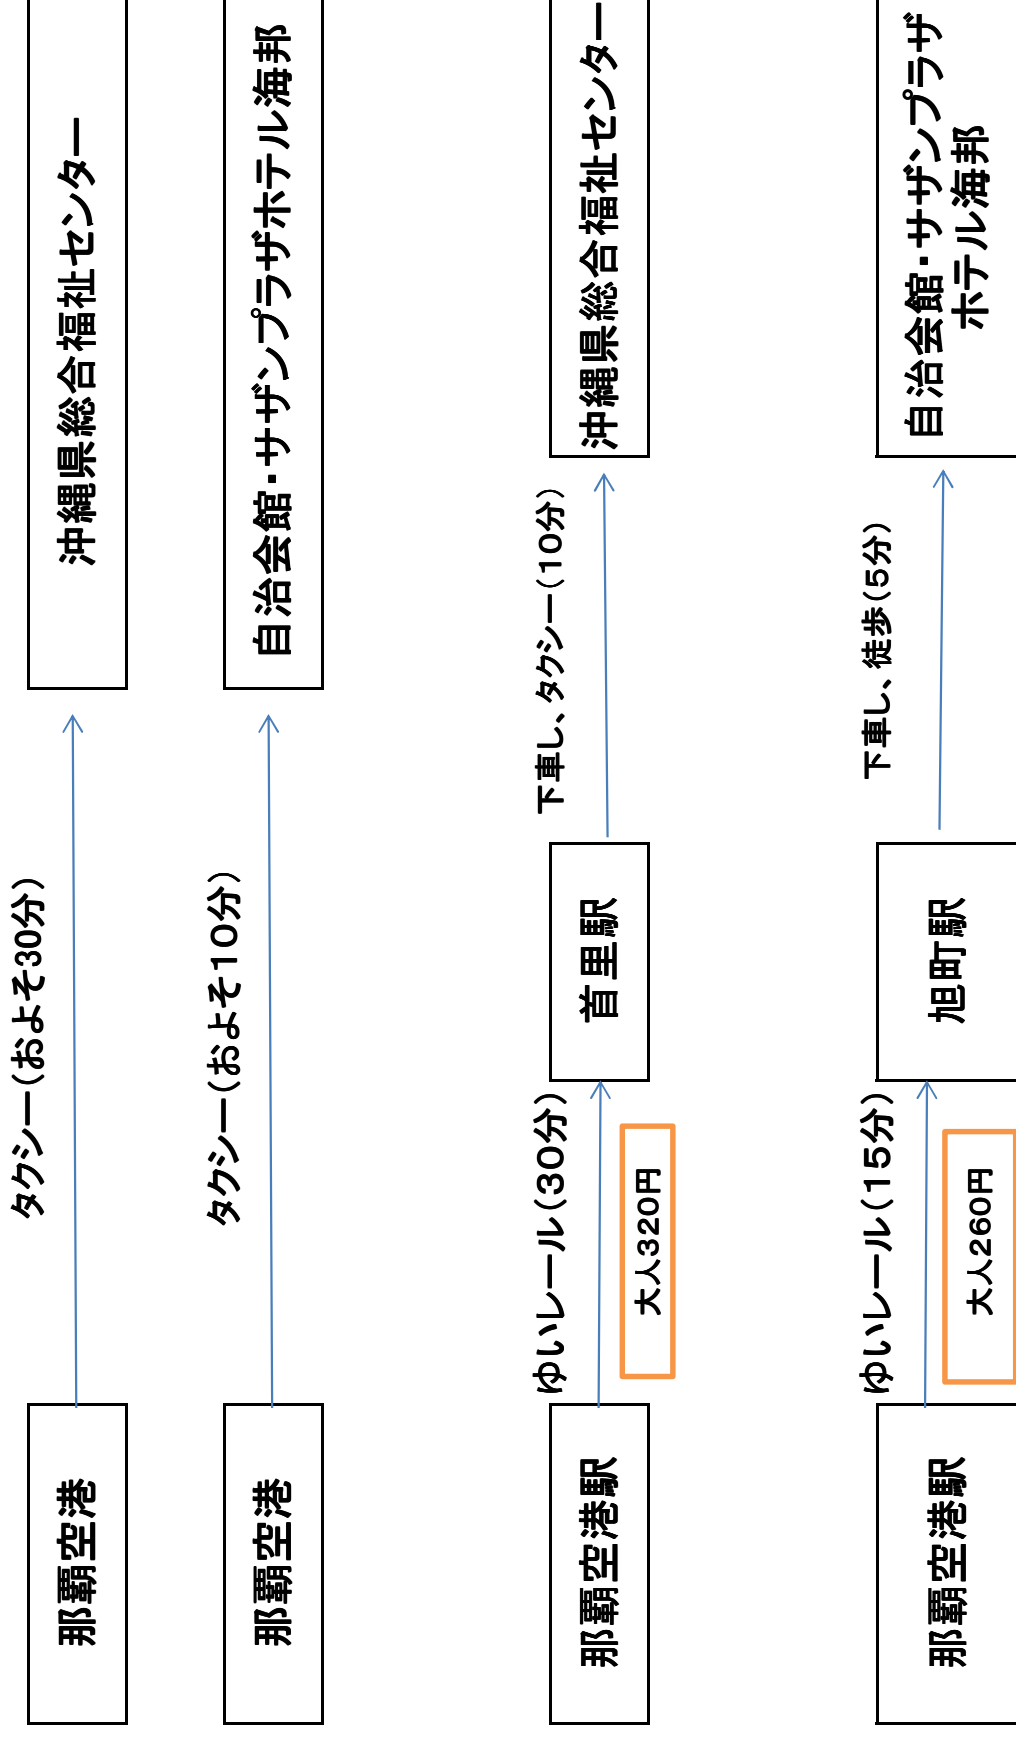 那覇空港
タクシー(およそ30分)
沖縄県総合福祉センター
那覇空港
タクシー(およそ１０分)
自治会館・サザンプラザホテル海邦
那覇空港駅
ゆいレール(３０分)
大人３２０円
首里駅
下車し、タクシー(１０分)
沖縄県総合福祉センター
那覇空港駅
ゆいレール(１５分)
大人２６０円
旭町駅
下車し、徒歩(５分)
自治会館・サザンプラザ
ホテル海邦